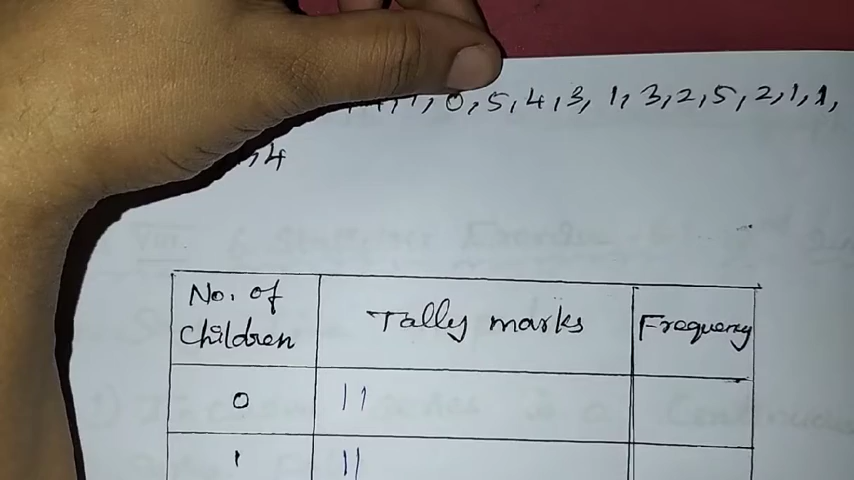 0, 5, 4, 3, 1, 3, 2, 5, 2, 1, 1,
, 4
No. of Tally marks Frequency
children
0 ||
1 ||